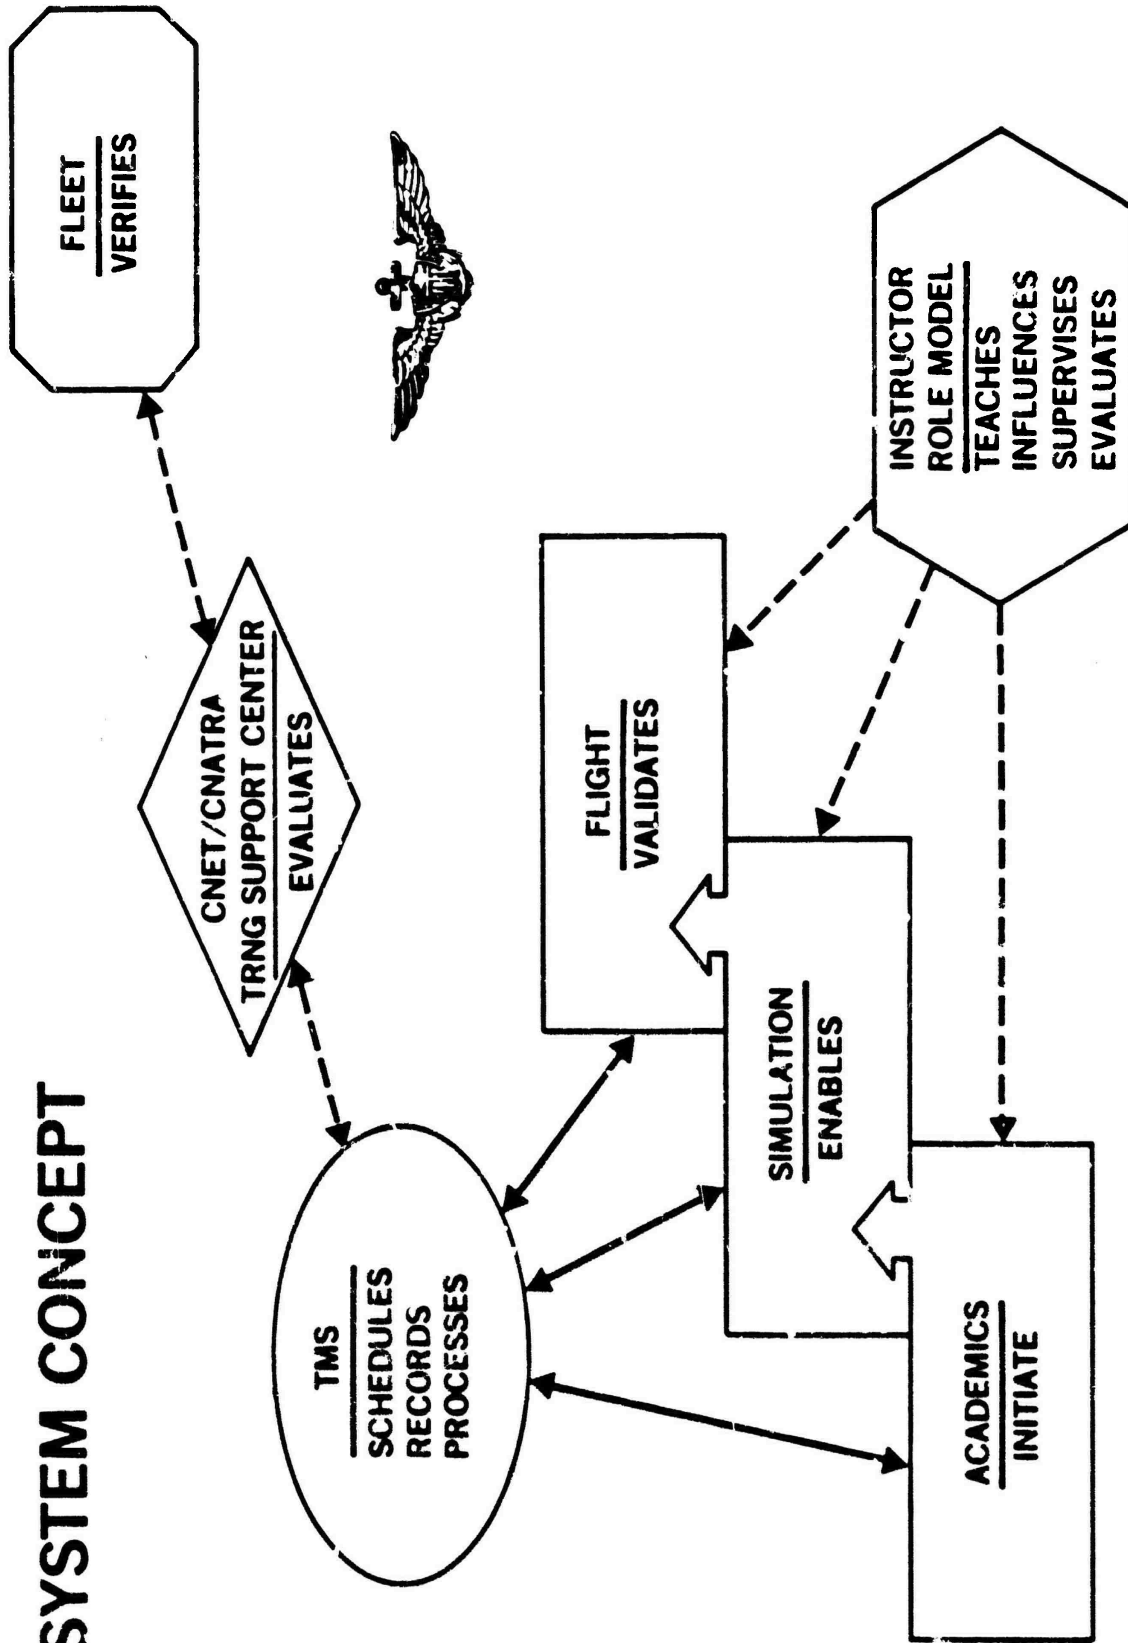 SYSTEM CONCEPT
FLEET
VERIFIES
CNET/CNATRA
TRNG SUPPORT CENTER
EVALUATES
TMS
SCHEDULES
RECORDS
PROCESSES
FLIGHT
VALIDATES
SIMULATION
ENABLES
ACADEMICS
INITIATE
INSTRUCTOR
ROLE MODEL
TEACHES
INFLUENCES
SUPERVISES
EVALUATES